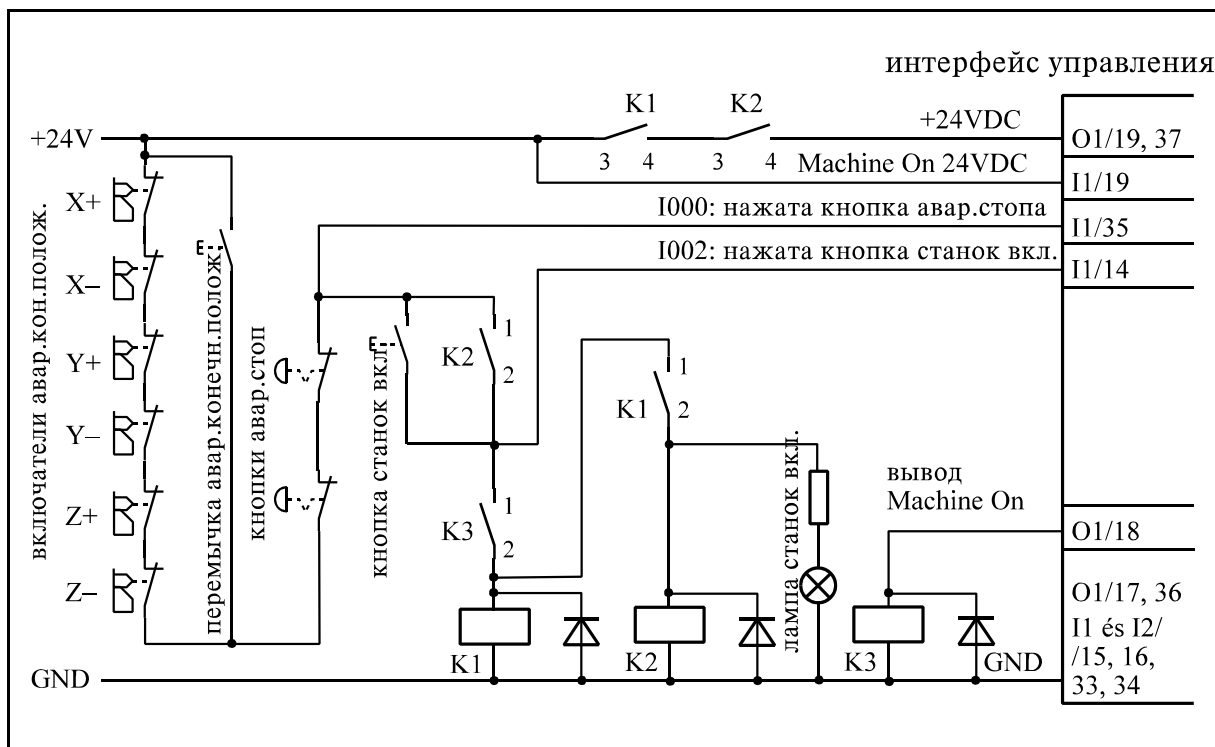 интерфейс управления
K1
K2
+24VDC
+24V
O1/19, 37
3
4
3
4
Machine On 24VDC
I1/19
X+
I000: нажата кнопка авар.стопа
I1/35
I002: нажата кнопка станок вкл.
I1/14
X–
включатели авар.кон.полож.
перемычка авар.конечн.полож.
кнопки авар.стоп
кнопка станок вкл.
Y+
K2
1
2
K1
1
2
Y–
лампа станок вкл.
вывод
Machine On
Z+
K3
1
2
O1/18
Z–
O1/17, 36
I1 és I2/
/15, 16,
33, 34
K1
K2
K3
GND
GND